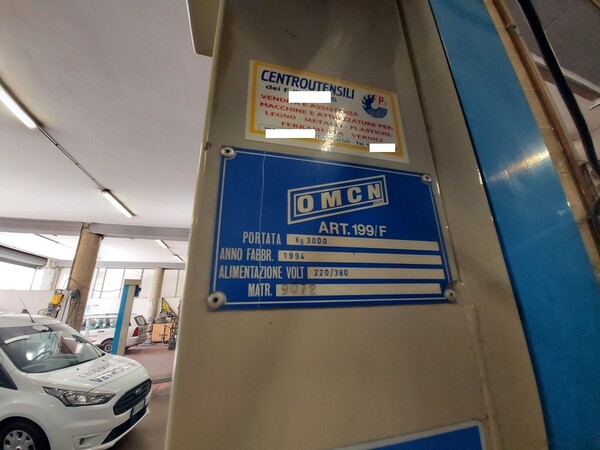 CENTROUTENSILI
VENDITA E ASSISTENZA
MACCHINE E ATTREZZATURE PER:
LEGNO METALLI PLASTICHE
FERRAMENTA VERNICI
OMCN
ART. 199/F
PORTATA Kg 3000
ANNO FABBR. 1994
ALIMENTAZIONE VOLT 220/380
MATR. 9072